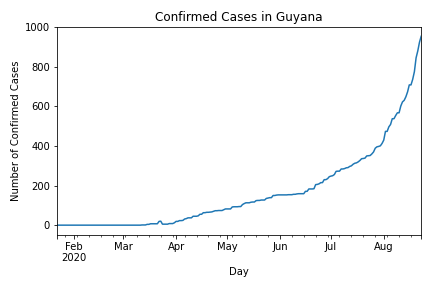 Confirmed Cases in Guyana
1000
800
600
400
200
0
Number of Confirmed Cases
Feb Mar Apr May Jun Jul Aug
2020
Day